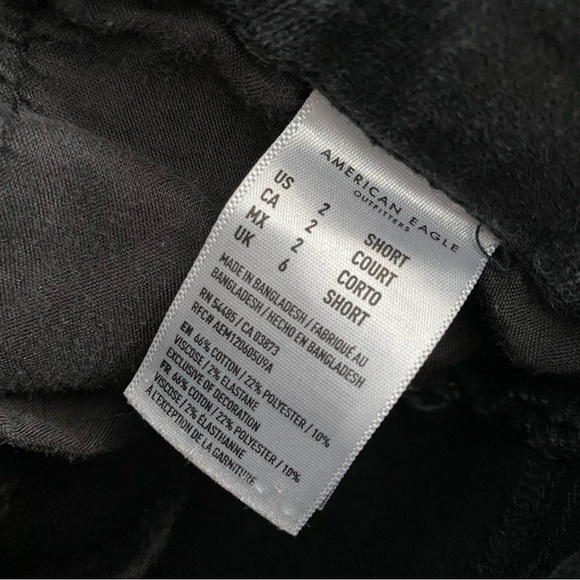 AMERICAN EAGLE
OUTFITTERS
US 2 SHORT
CA 2 COURT
MX 2 CORTO
UK 6 SHORT
MADE IN BANGLADESH / FABRIQUÉ AU
BANGLADESH / HECHO EN BANGLADESH
RN 54485 / CA 03873
RFC# AEM120605U9A
EN 66% COTTON / 22% POLYESTER / 10%
VISCOSE / 2% ELASTANE
EXCLUSIVE OF DECORATION
FR 66% COTON / 22% POLYESTER / 10%
VISCOSE / 2% ÉLASTHANNE
À L'EXCEPTION DE LA GARNITURE